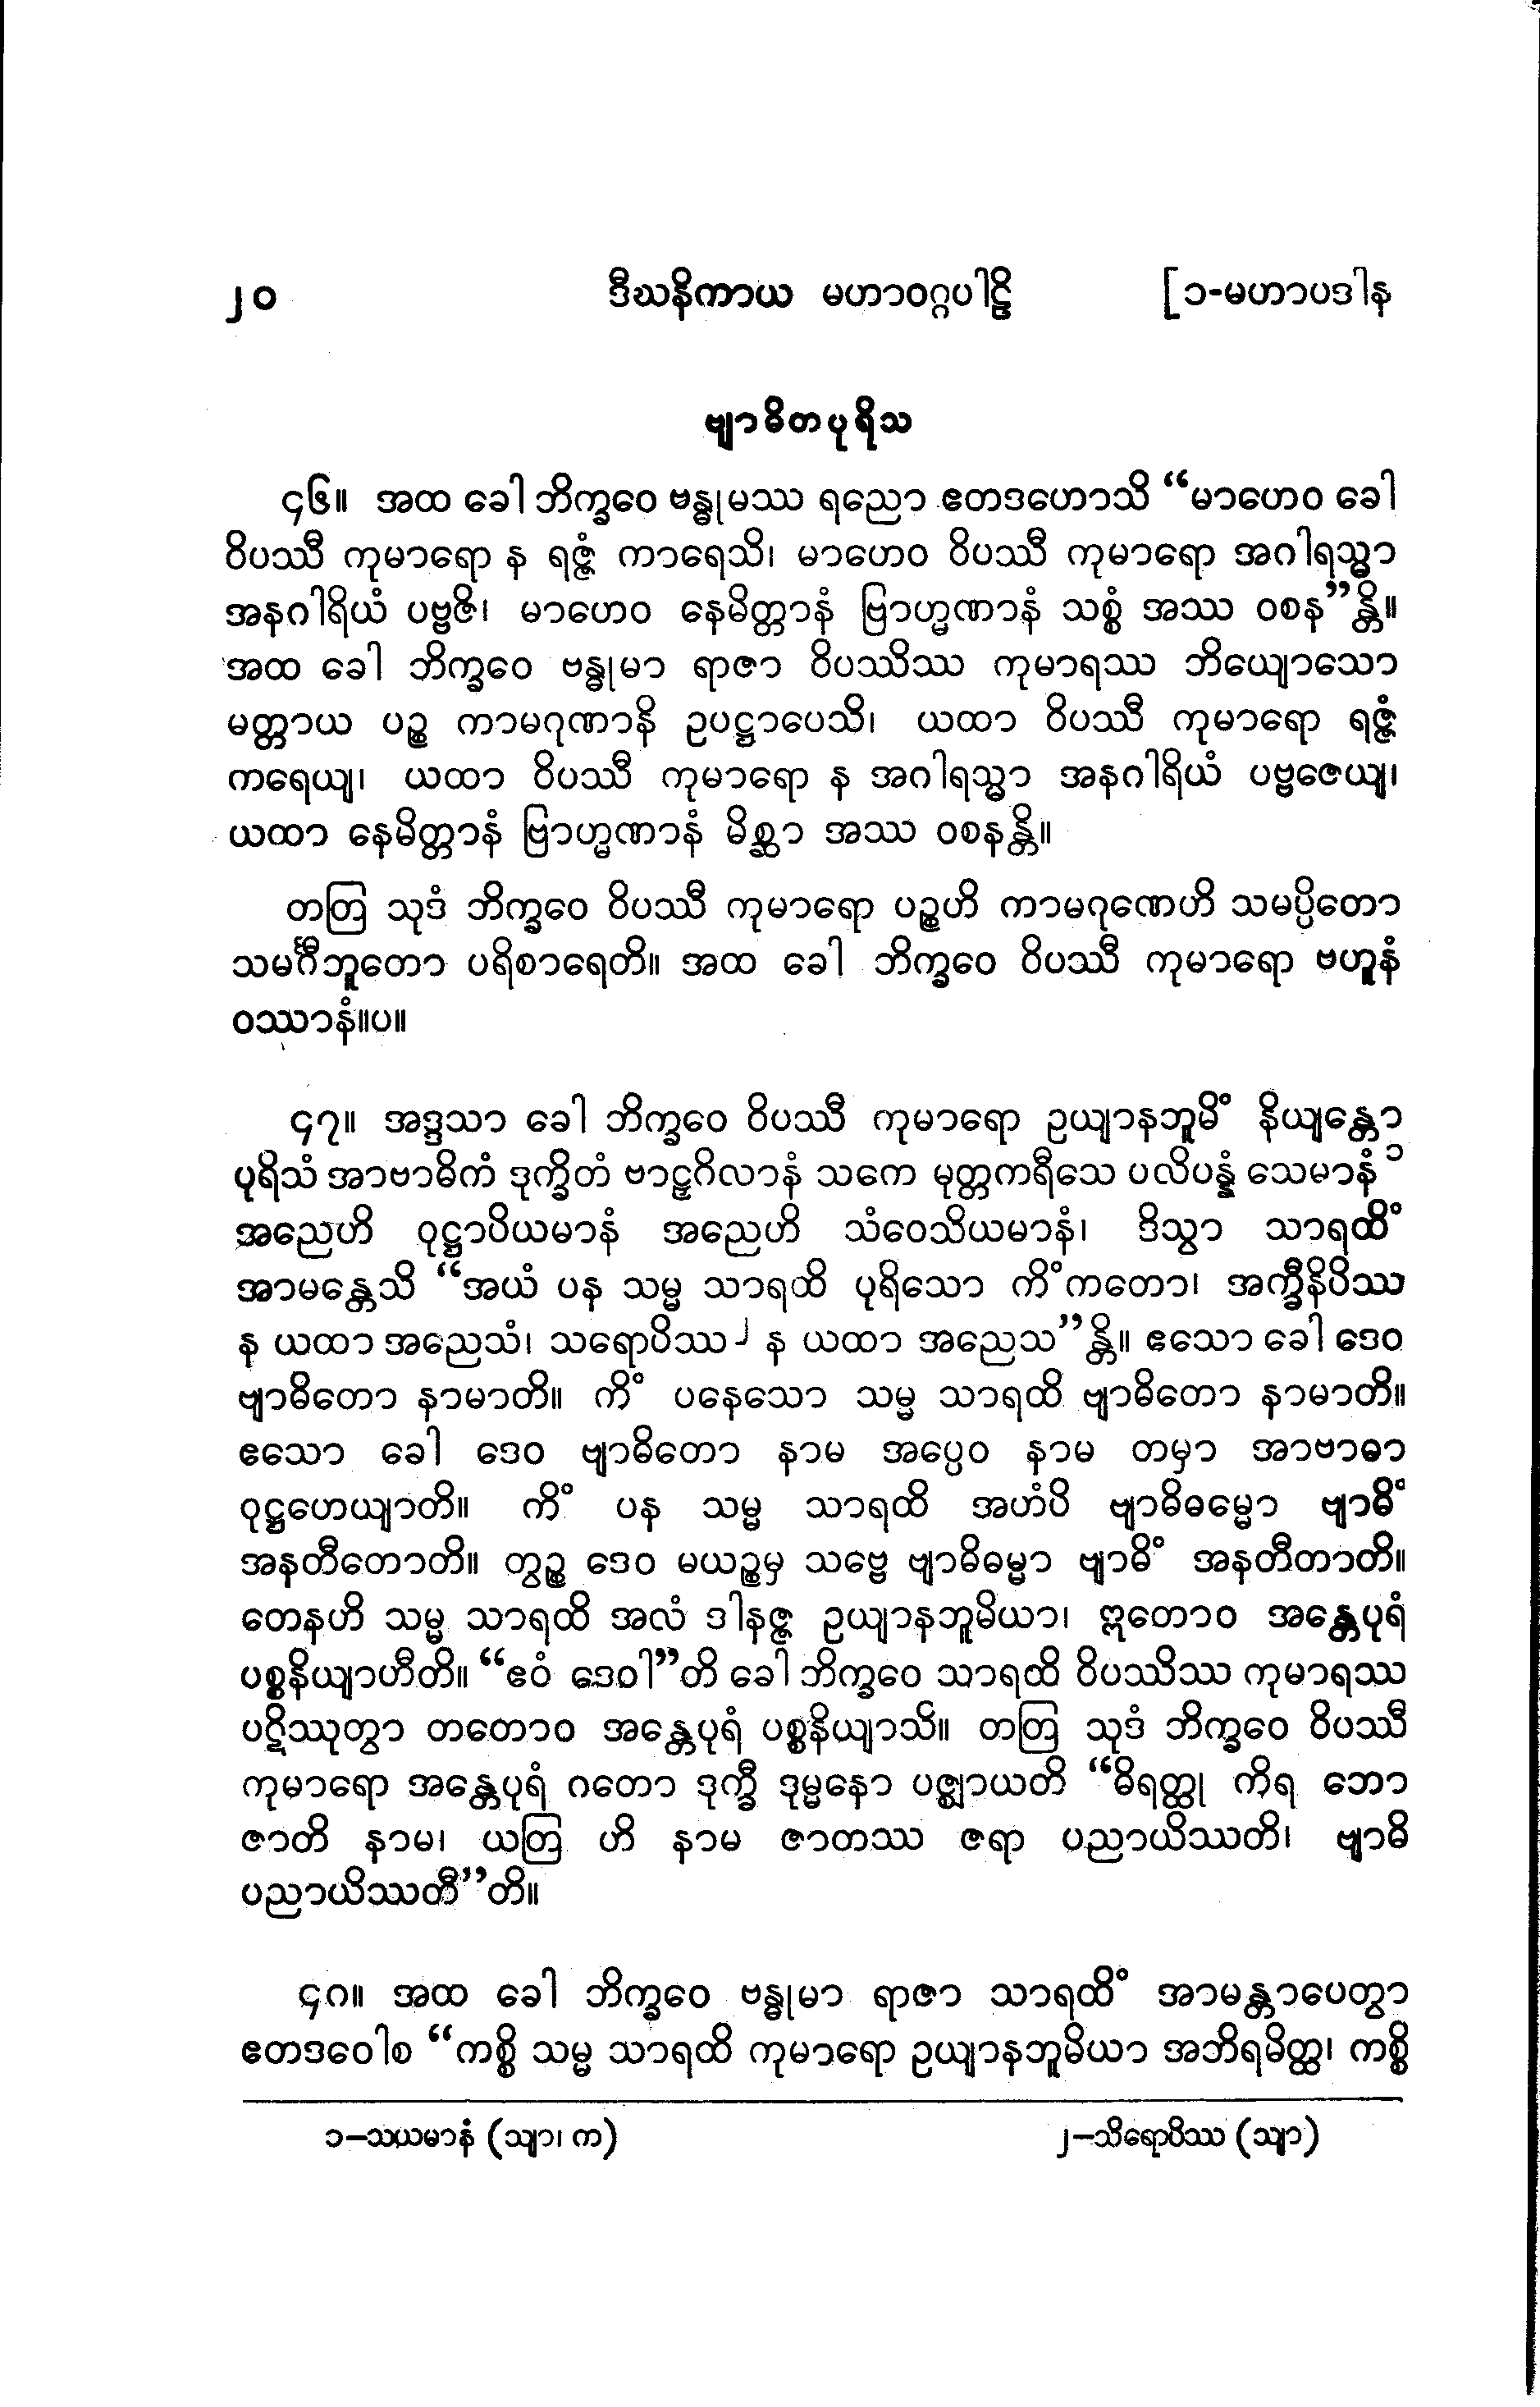 ၂၀ ဒီဃနိကာယ မဟာဝဂ္ဂပါဠိ [၁-မဟာပဒါန
ဗျာဓိတပုရိသ
၄၆။ အထ ခေါ ဘိက္ခဝေ ဗန္ဓုမဿ ရညော ဧတဒဟောသိ “မာဟေဝ ခေါ
ဝိပဿီ ကုမာရော န ရဇ္ဇံ ကာရေသိ၊ မာဟေဝ ဝိပဿီ ကုမာရော အဂါရသ္မာ
အနဂါရိယံ ပဗ္ဗဇိ၊ မာဟေဝ နေမိတ္တာနံ ဗြာဟ္မဏာနံ သစ္စံ အဿ ဝစန”န္တိ။
အထ ခေါ ဘိက္ခဝေ ဗန္ဓုမာ ရာဇာ ဝိပဿိဿ ကုမာရဿ ဘိယျောသော
မတ္တာယ ပဉ္စ ကာမဂုဏာနိ ဥပဋ္ဌာပေသိ၊ ယထာ ဝိပဿီ ကုမာရော ရဇ္ဇံ
ကရေယျ၊ ယထာ ဝိပဿီ ကုမာရော န အဂါရသ္မာ အနဂါရိယံ ပဗ္ဗဇေယျ၊
ယထာ နေမိတ္တာနံ ဗြာဟ္မဏာနံ မိစ္ဆာ အဿ ဝစနန္တိ။
တတြ သုဒံ ဘိက္ခဝေ ဝိပဿီ ကုမာရော ပဉ္စဟိ ကာမဂုဏေဟိ သမပ္ပိတော
သမင်္ဂီဘူတော ပရိစာရေတိ။ အထ ခေါ ဘိက္ခဝေ ဝိပဿီ ကုမာရော ဗဟူနံ
ဝဿာနံ။ပ။
၄၇။ အဒ္ဒသာ ခေါ ဘိက္ခဝေ ဝိပဿီ ကုမာရော ဥယျာနဘူမိံ နိယျန္တော
ပုရိသံ အာဗာဓိကံ ဒုက္ခိတံ ဗာဠှဂိလာနံ သကေ မုတ္တကရီသေ ပလိပန္နံ သေမာနံ ၁
အညေဟိ ဝုဋ္ဌာပိယမာနံ အညေဟိ သံဝေသိယမာနံ၊ ဒိသွာ သာရထိံ
အာမန္တေသိ “အယံ ပန သမ္မ သာရထိ ပုရိသော ကိံကတော၊ အက္ခီနိပိဿ
န ယထာ အညေသံ၊ သရောပိဿ ၂ န ယထာ အညေသ”န္တိ။ ဧသော ခေါ ဒေဝ
ဗျာဓိတော နာမာတိ။ ကိံ ပနေသော သမ္မ သာရထိ ဗျာဓိတော နာမာတိ။
ဧသော ခေါ ဒေဝ ဗျာဓိတော နာမ အပ္ပေဝ နာမ တမှာ အာဗာဓာ
ဝုဋ္ဌဟေယျာတိ။ ကိံ ပန သမ္မ သာရထိ အဟံပိ ဗျာဓိဓမ္မော ဗျာဓိံ
အနတီတောတိ။ တွဉ္စ ဒေဝ မယဉ္စမှ သဗ္ဗေ ဗျာဓိဓမ္မာ ဗျာဓိံ အနတီတာတိ။
တေနဟိ သမ္မ သာရထိ အလံ ဒါနဇ္ဇ ဥယျာနဘူမိယာ၊ ဣတောဝ အန္တေပုရံ
ပစ္စနိယျာဟီတိ။ “ဧဝံ ဒေဝါ”တိ ခေါ ဘိက္ခဝေ သာရထိ ဝိပဿိဿ ကုမာရဿ
ပဋိဿုတွာ တတောဝ အန္တေပုရံ ပစ္စနိယျာသိ။ တတြ သုဒံ ဘိက္ခဝေ ဝိပဿီ
ကုမာရော အန္တေပုရံ ဂတော ဒုက္ခီ ဒုမ္မနော ပဇ္ဈာယတိ “ဓိရတ္ထု ကိရ ဘော
ဇာတိ နာမ၊ ယတြ ဟိ နာမ ဇာတဿ ဇရာ ပညာယိဿတိ၊ ဗျာဓိ
ပညာယိဿတီ”တိ။
၄၈။ အထ ခေါ ဘိက္ခဝေ ဗန္ဓုမာ ရာဇာ သာရထိံ အာမန္တာပေတွာ
ဧတဒဝေါစ “ကစ္စိ သမ္မ သာရထိ ကုမာရော ဥယျာနဘူမိယာ အဘိရမိတ္ထ၊ ကစ္စိ
၁–သယမာနံ (သျာ၊ က) ၂–သိရောပိဿ (သျာ)